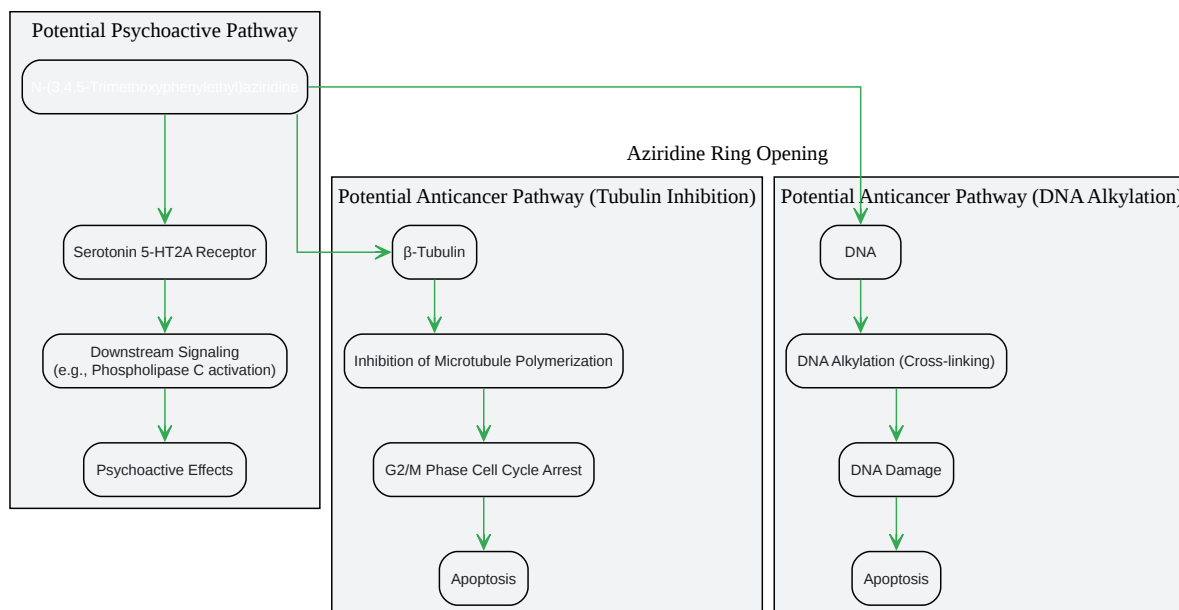 Potential Psychoactive Pathway
N-(3,4,5-Trimethoxyphenylethyl)aziridine
Aziridine Ring Opening
Potential Anticancer Pathway (Tubulin Inhibition)
Potential Anticancer Pathway (DNA Alkylation)
Serotonin 5-HT2A Receptor
β-Tubulin
DNA
Downstream Signaling
(e.g., Phospholipase C activation)
Inhibition of Microtubule Polymerization
DNA Alkylation (Cross-linking)
Psychoactive Effects
G2/M Phase Cell Cycle Arrest
DNA Damage
Apoptosis
Apoptosis